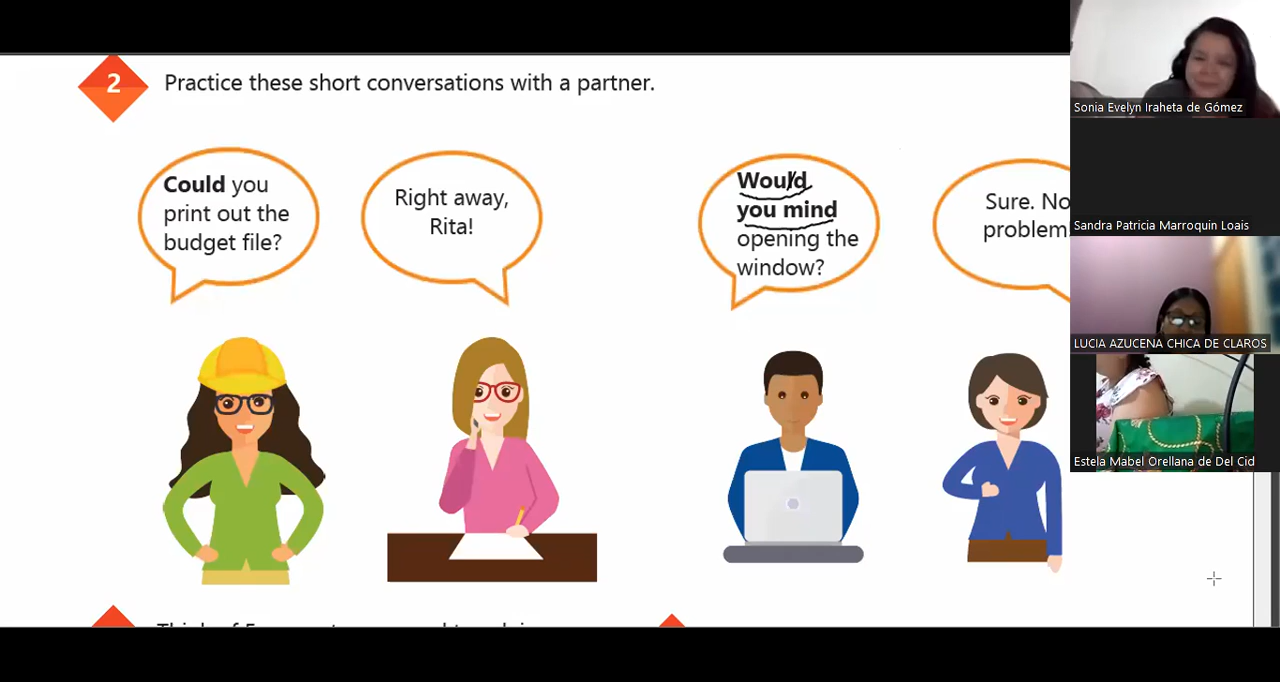 2
Practice these short conversations with a partner.
Could you
print out the
budget file?
Right away,
Rita!
Would
you mind
opening the
window?
Sure. No
problem!
Sonia Evelyn Iraheta de Gómez
Sandra Patricia Marroquin Loais
LUCIA AZUCENA CHICA DE CLAROS
Estela Mabel Orellana de Del Cid